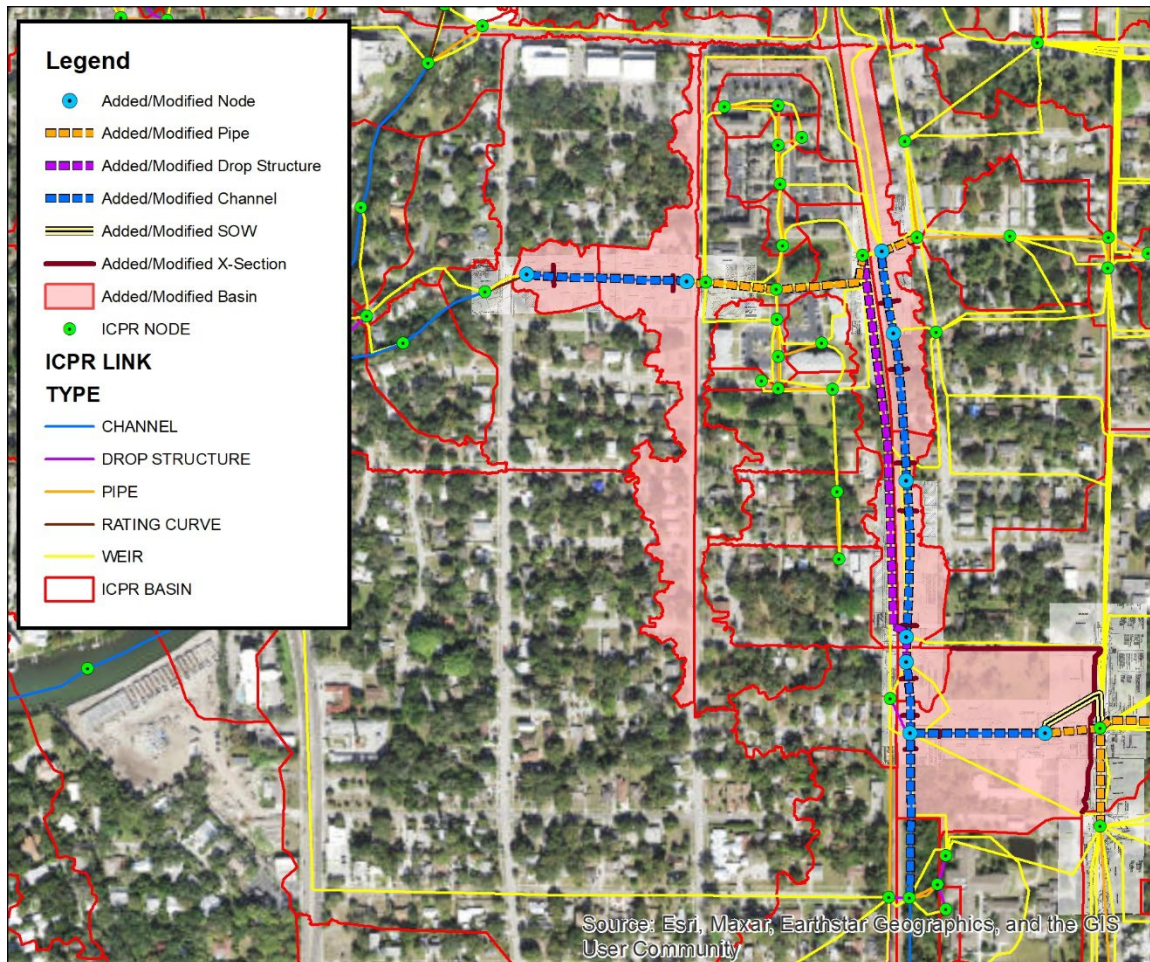 Legend
Added/Modified Node
Added/Modified Pipe
Added/Modified Drop Structure
Added/Modified Channel
Added/Modified SOW
Added/Modified X-Section
Added/Modified Basin
ICPR NODE
ICPR LINK
TYPE
CHANNEL
DROP STRUCTURE
PIPE
RATING CURVE
WEIR
ICPR BASIN
Source: Esri, Maxar, Earthstar Geographics, and the GIS
User Community